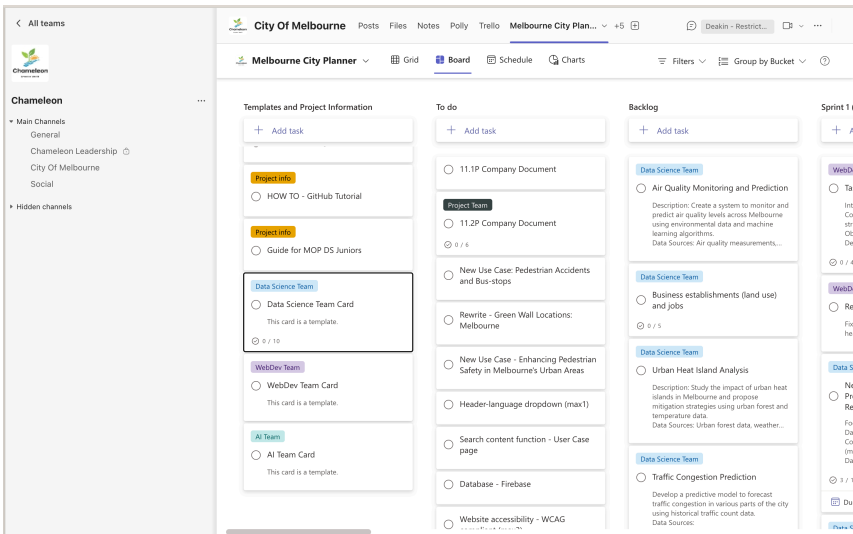 All teams
Chameleon
Chameleon
Main Channels
General
Chameleon Leadership
City Of Melbourne
Social
Hidden channels
City Of Melbourne
Posts
Files
Notes
Polly
Trello
Melbourne City Plan...
+5
Deakin - Restrict...
Melbourne City Planner
Grid
Board
Schedule
Charts
Filters
Group by Bucket
Templates and Project Information
Add task
Project info
HOW TO - GitHub Tutorial
Project info
Guide for MOP DS Juniors
Data Science Team
Data Science Team Card
This card is a template.
0 / 10
WebDev Team
WebDev Team Card
This card is a template.
AI Team
AI Team Card
This card is a template.
To do
Add task
11.1P Company Document
Project Team
11.2P Company Document
0 / 6
New Use Case: Pedestrian Accidents
and Bus-stops
Rewrite - Green Wall Locations:
Melbourne
New Use Case - Enhancing Pedestrian
Safety in Melbourne's Urban Areas
Header-language dropdown (max1)
Search content function - User Case
page
Database - Firebase
Website accessibility - WCAG
Backlog
Add task
Data Science Team
Air Quality Monitoring and Prediction
Description: Create a system to monitor and
predict air quality levels across Melbourne
using environmental data and machine
learning algorithms.
Data Sources: Air quality measurements,...
Data Science Team
Business establishments (land use)
and jobs
0 / 5
Data Science Team
Urban Heat Island Analysis
Description: Study the impact of urban heat
islands in Melbourne and propose
mitigation strategies using urban forest and
temperature data.
Data Sources: Urban forest data, weather...
Data Science Team
Traffic Congestion Prediction
Develop a predictive model to forecast
traffic congestion in various parts of the city
using historical traffic count data.
Data Sources:
Sprint 1